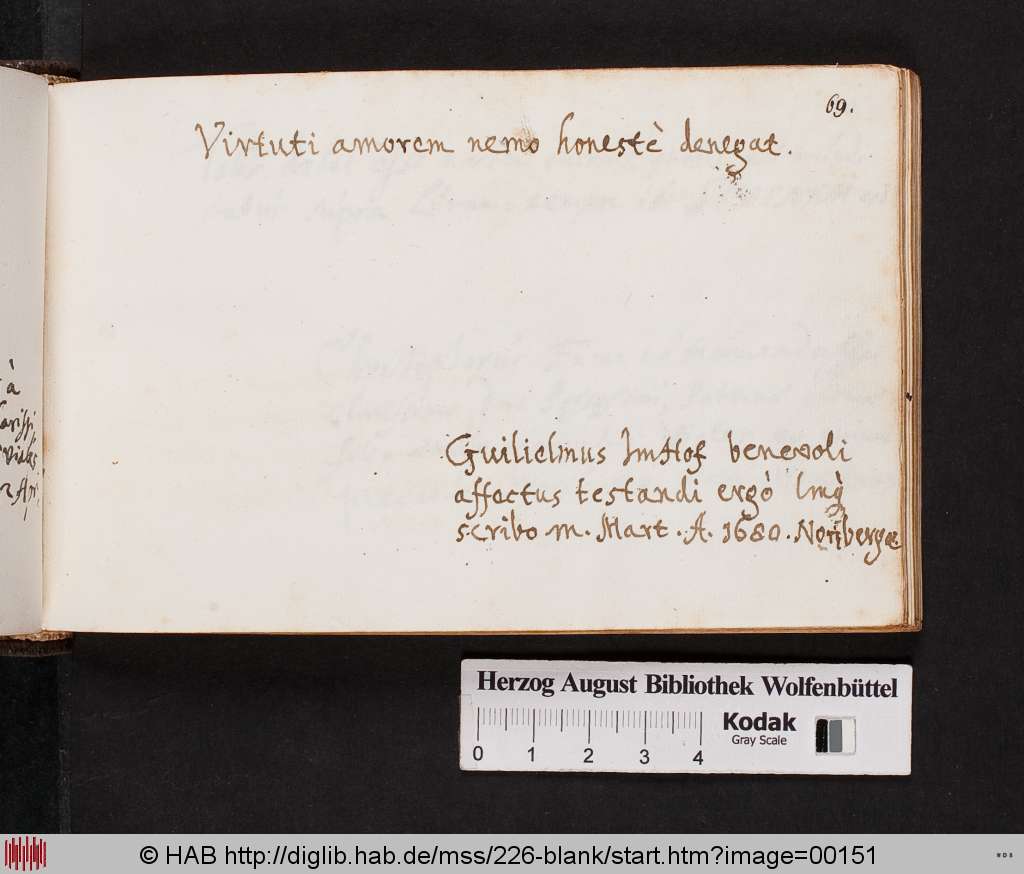 69.
Virtuti amorem nemo honestè denegat.
Guilielmus ImHof benevoli
affectus testandi ergò
scribo m. Mart. A. 1680. Noribergæ
à
Herzog August Bibliothek Wolfenbüttel
Kodak
Gray Scale
0 1 2 3 4
© HAB http://diglib.hab.de/mss/226-blank/start.htm?image=00151
WDB